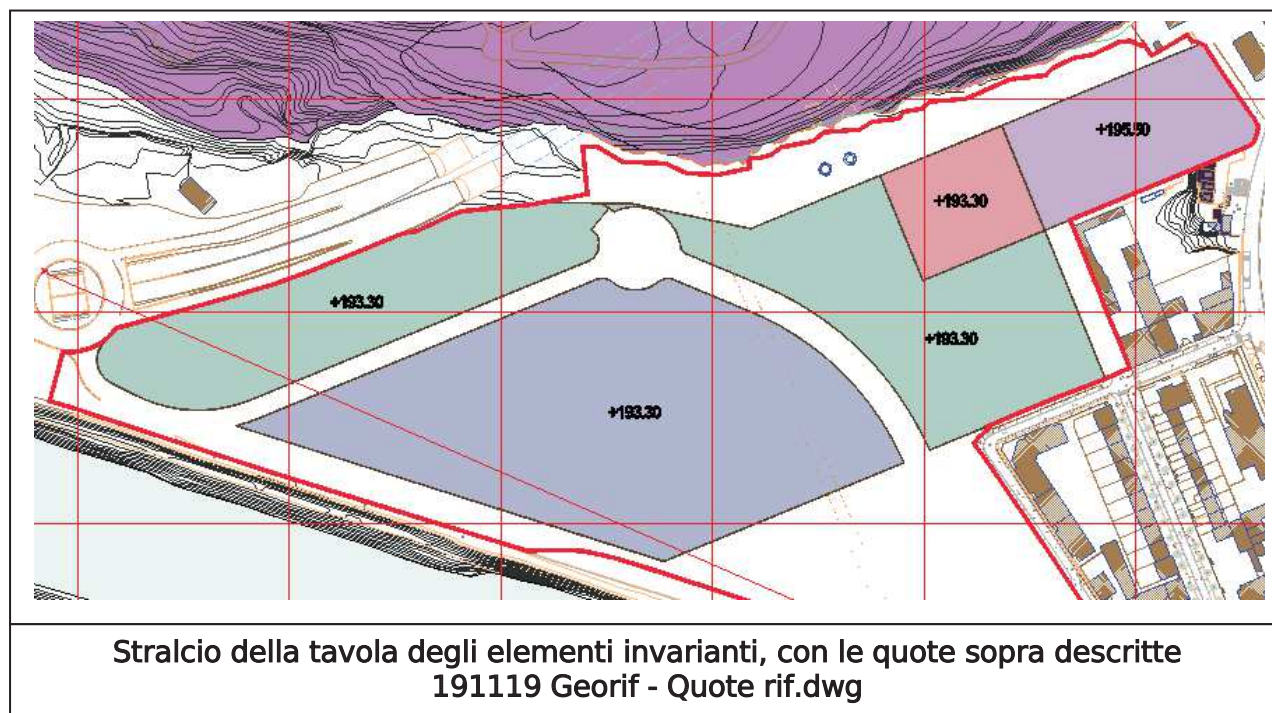 +195.50
+193.30
+193.30
+193.30
+193.30
Stralcio della tavola degli elementi invarianti, con le quote sopra descritte
191119 Georif - Quote rif.dwg